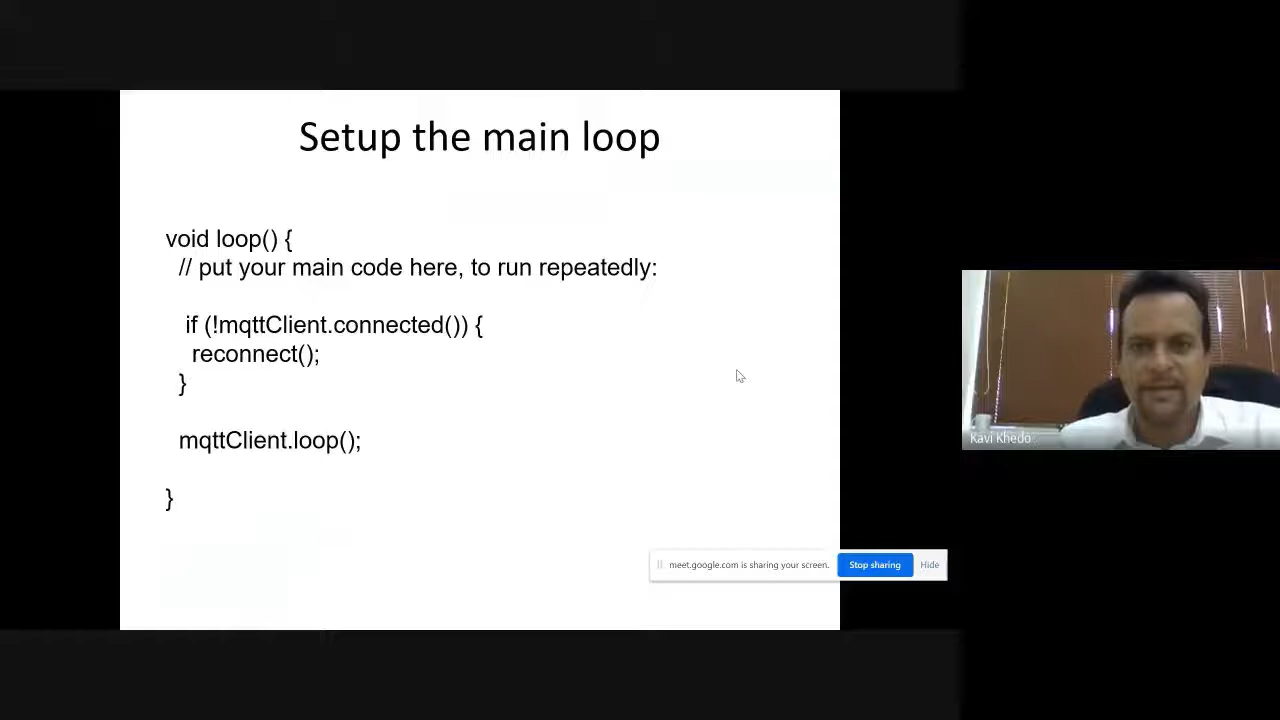 Setup the main loop
void loop() {
// put your main code here, to run repeatedly:
if (!mqttClient.connected()) {
reconnect();
}
mqttClient.loop();
}
Kavi Khedo
meet.google.com is sharing your screen. Stop sharing Hide